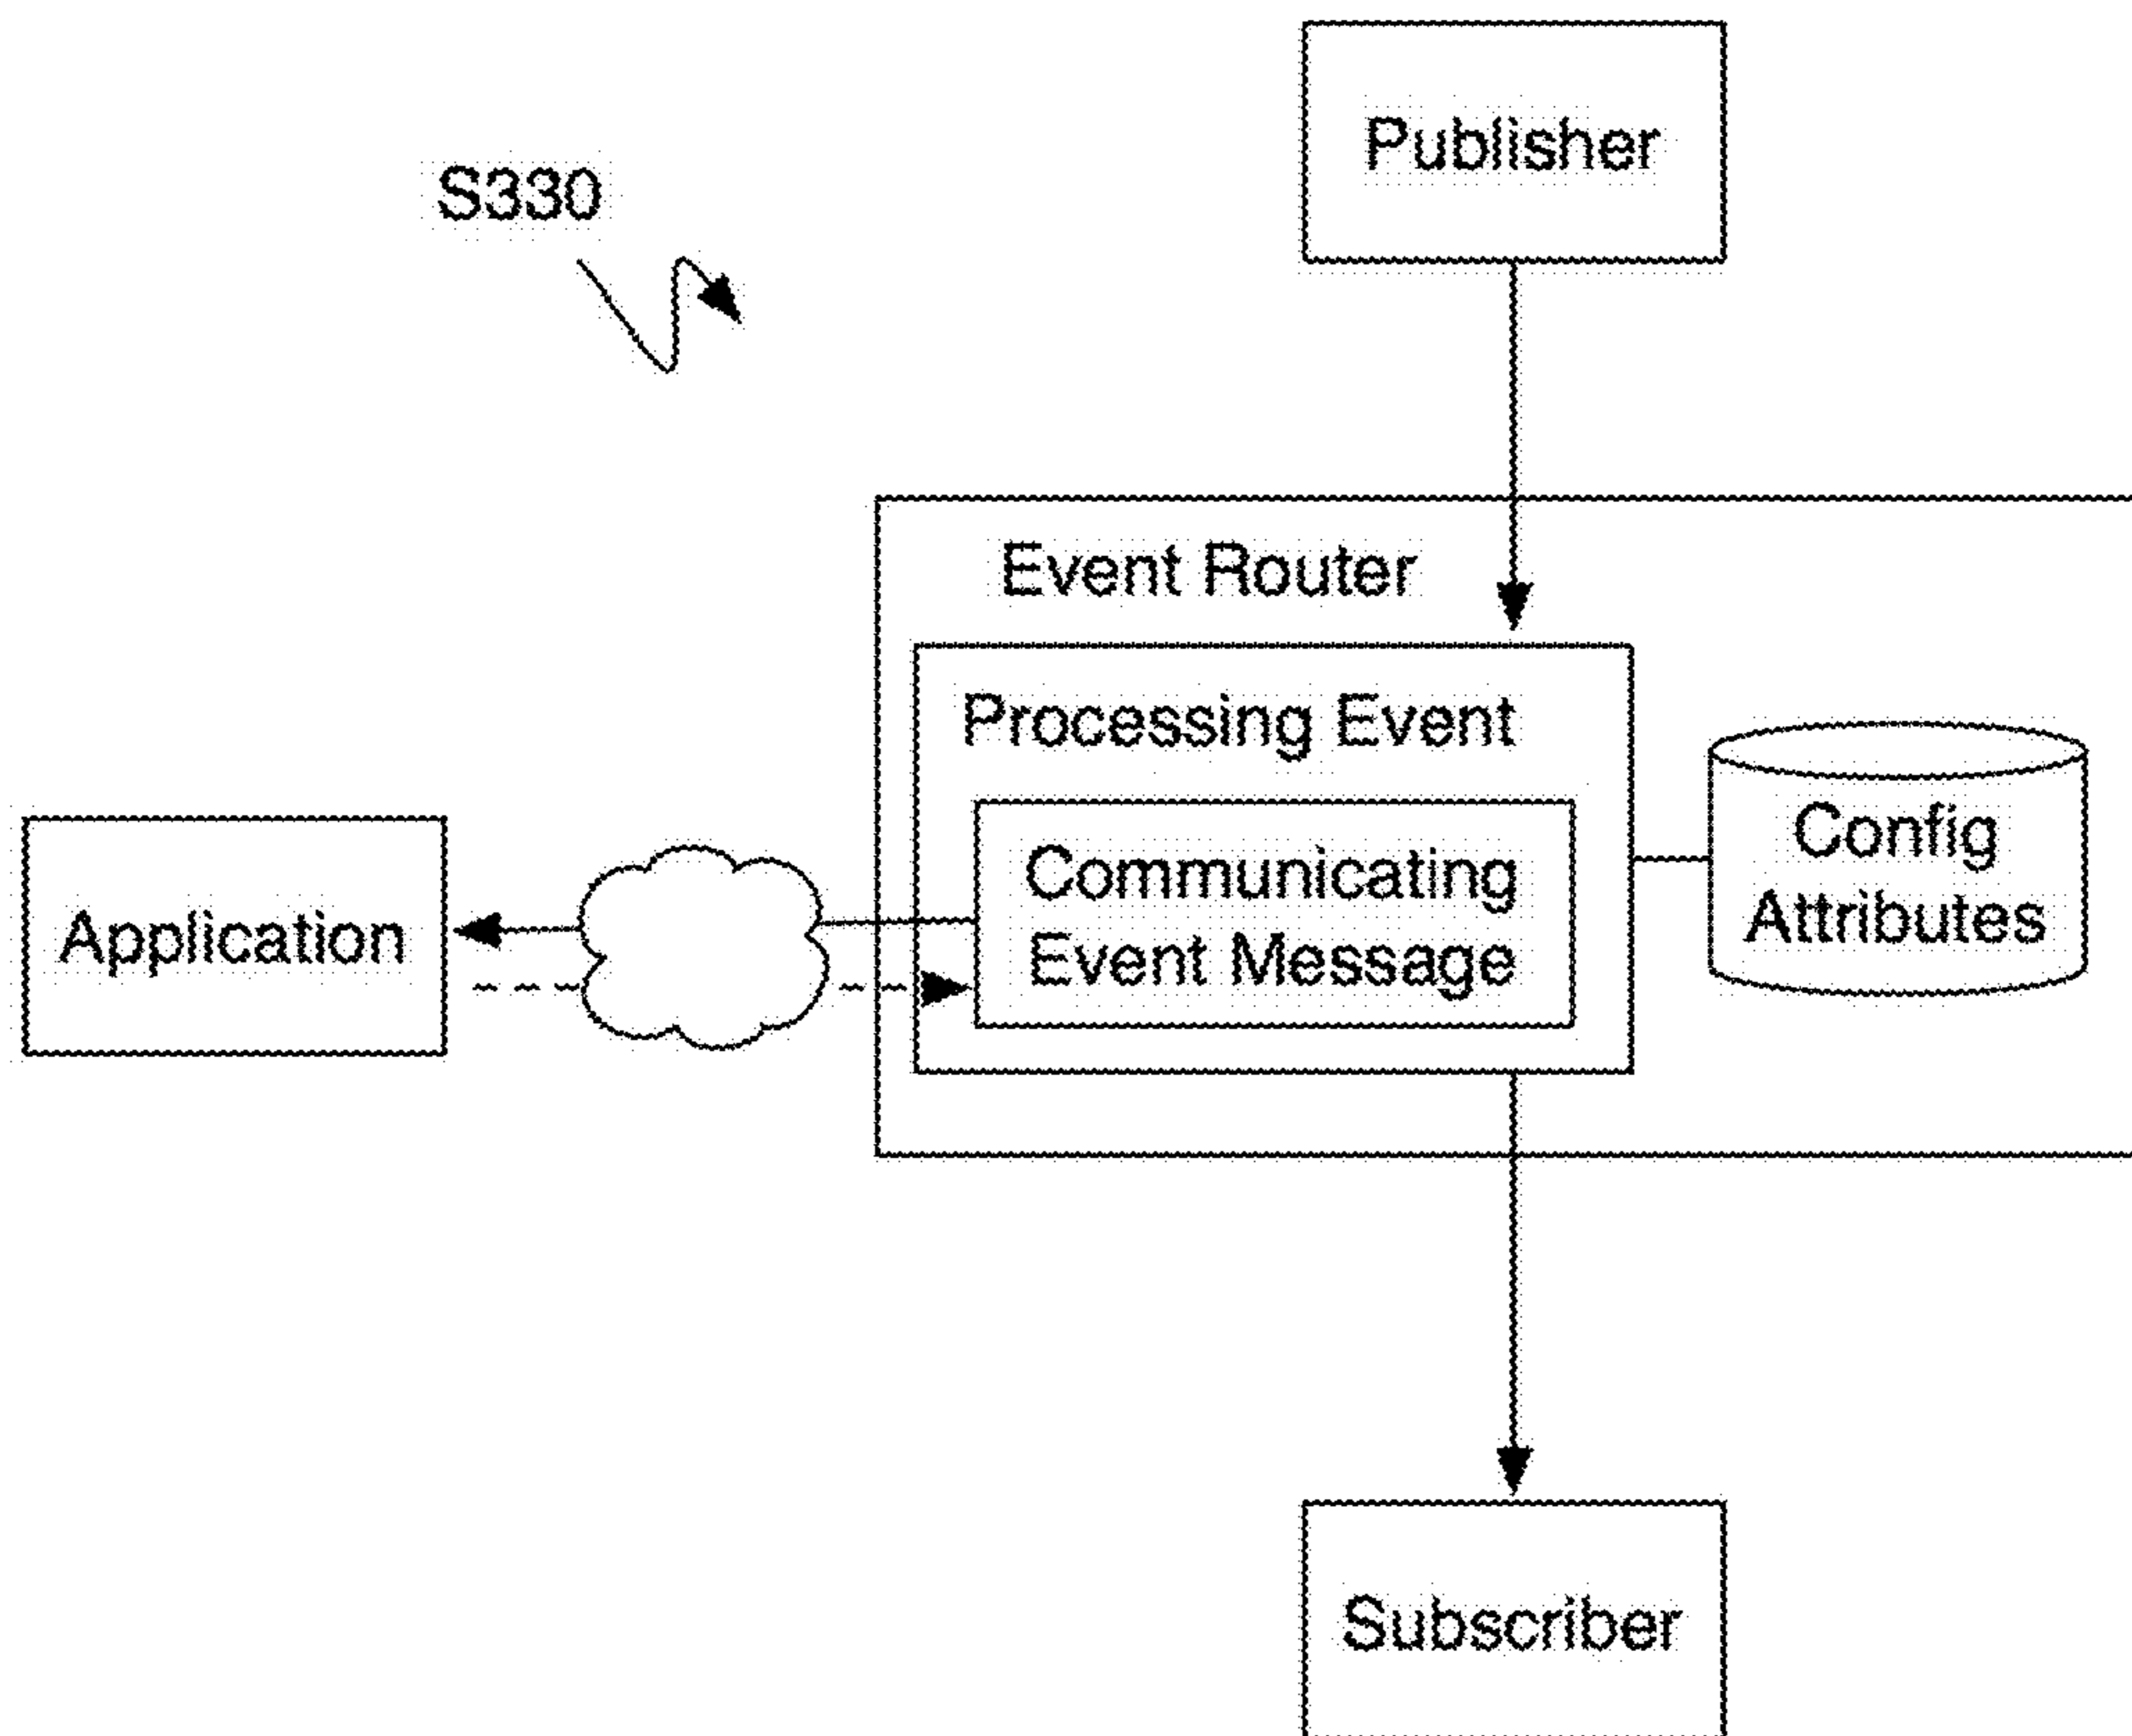 Publisher
S330
Event Router
Processing Event
Config
Attributes
Communicating
Event Message
Application
Subscriber